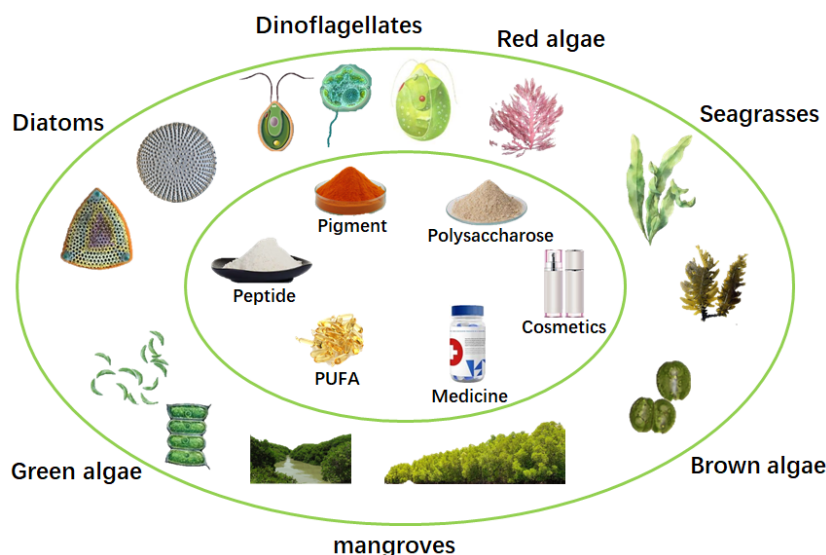 Dinoflagellates
Red algae
Diatoms
Seagrasses
Pigment
Polysaccharose
Peptide
Cosmetics
PUFA
Medicine
Green algae
Brown algae
mangroves